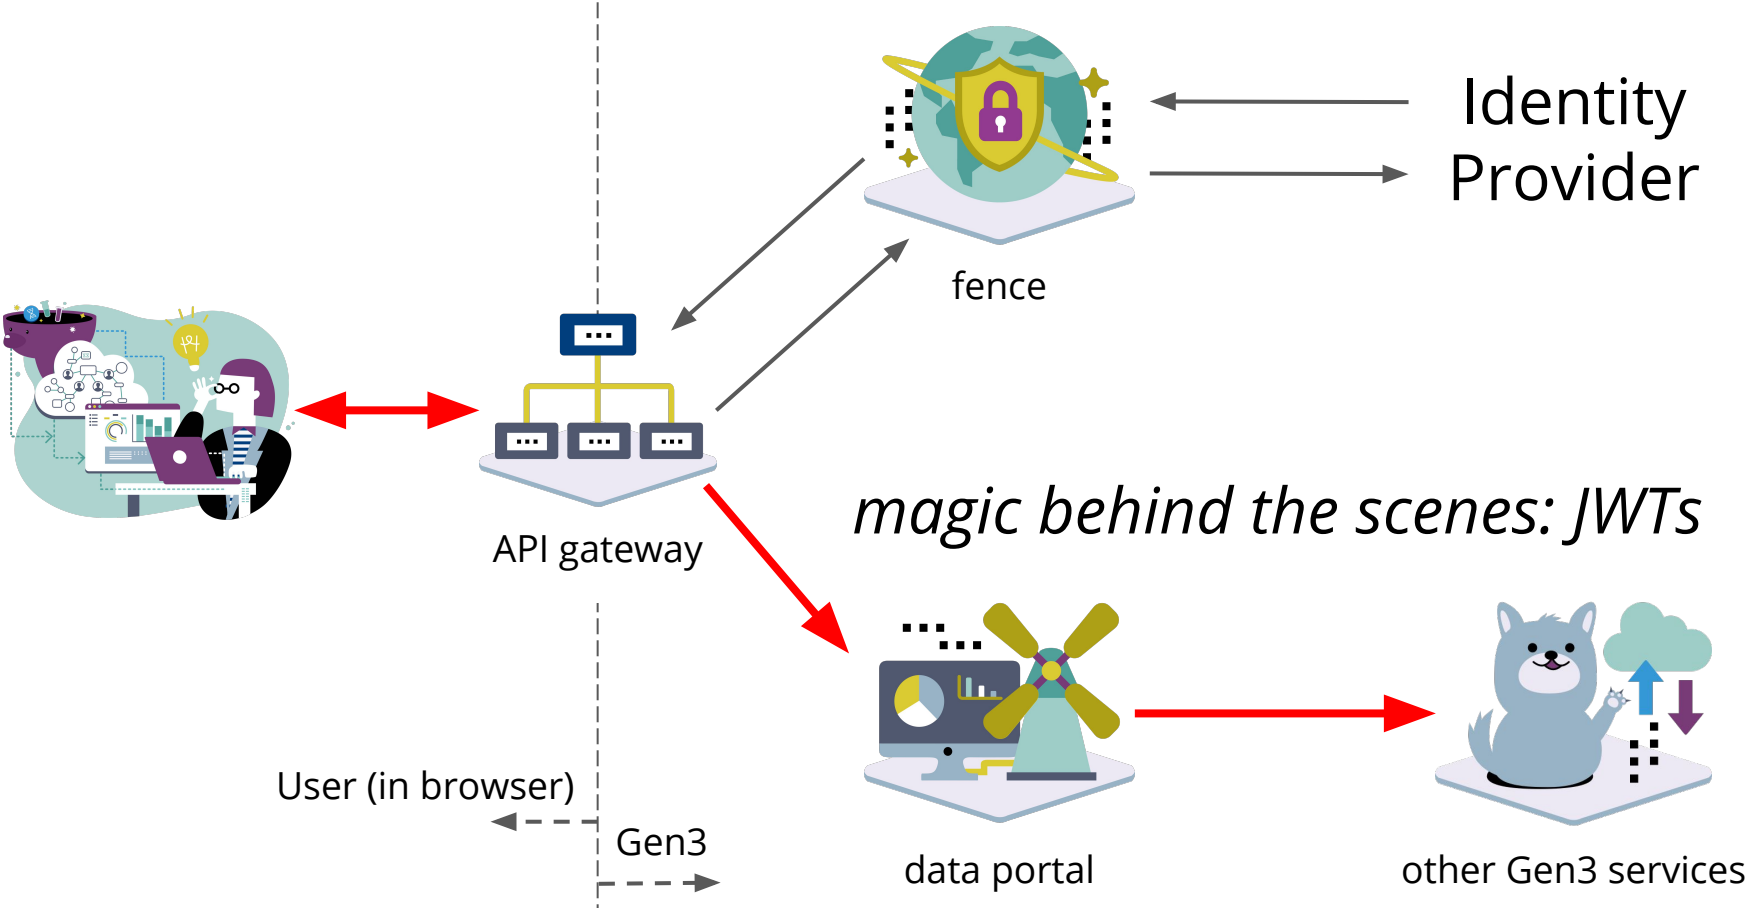 Identity
Provider
fence
magic behind the scenes: JWTs
API gateway
User (in browser)
Gen3
data portal
other Gen3 services